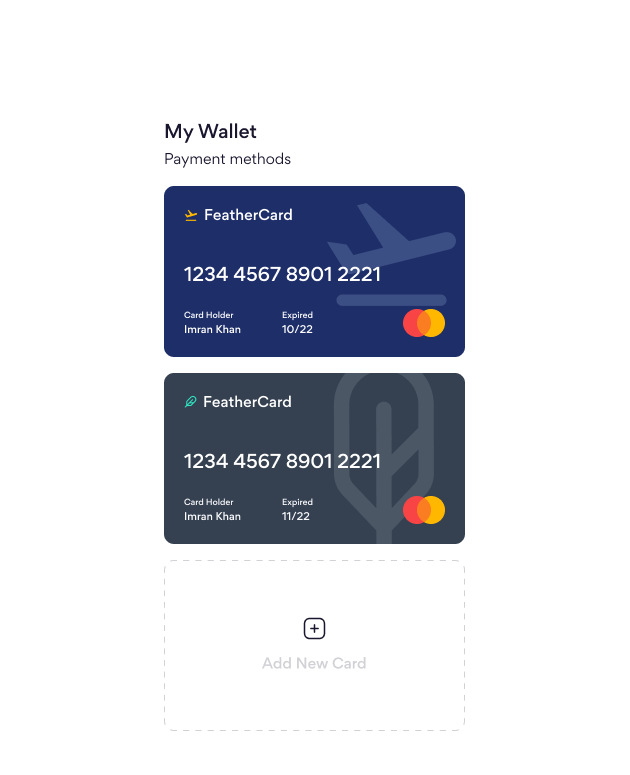 My Wallet
Payment methods
FeatherCard
1234 4567 8901 2221
Card Holder Expired
Imran Khan 10/22
FeatherCard
1234 4567 8901 2221
Card Holder Expired
Imran Khan 11/22
Add New Card